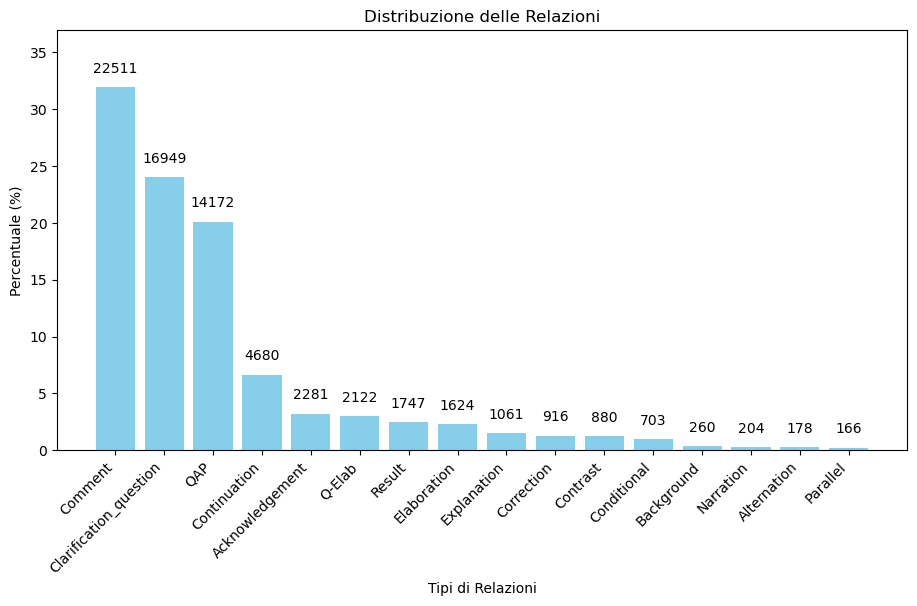 Distribuzione delle Relazioni
Percentuale (%)
35
30
25
20
15
10
5
0
22511
16949
14172
4680
2281
2122
1747
1624
1061
916
880
703
260
204
178
166
Comment
Clarification_question
QAP
Continuation
Acknowledgement
Q-Elab
Result
Elaboration
Explanation
Correction
Contrast
Conditional
Background
Narration
Alternation
Parallel
Tipi di Relazioni